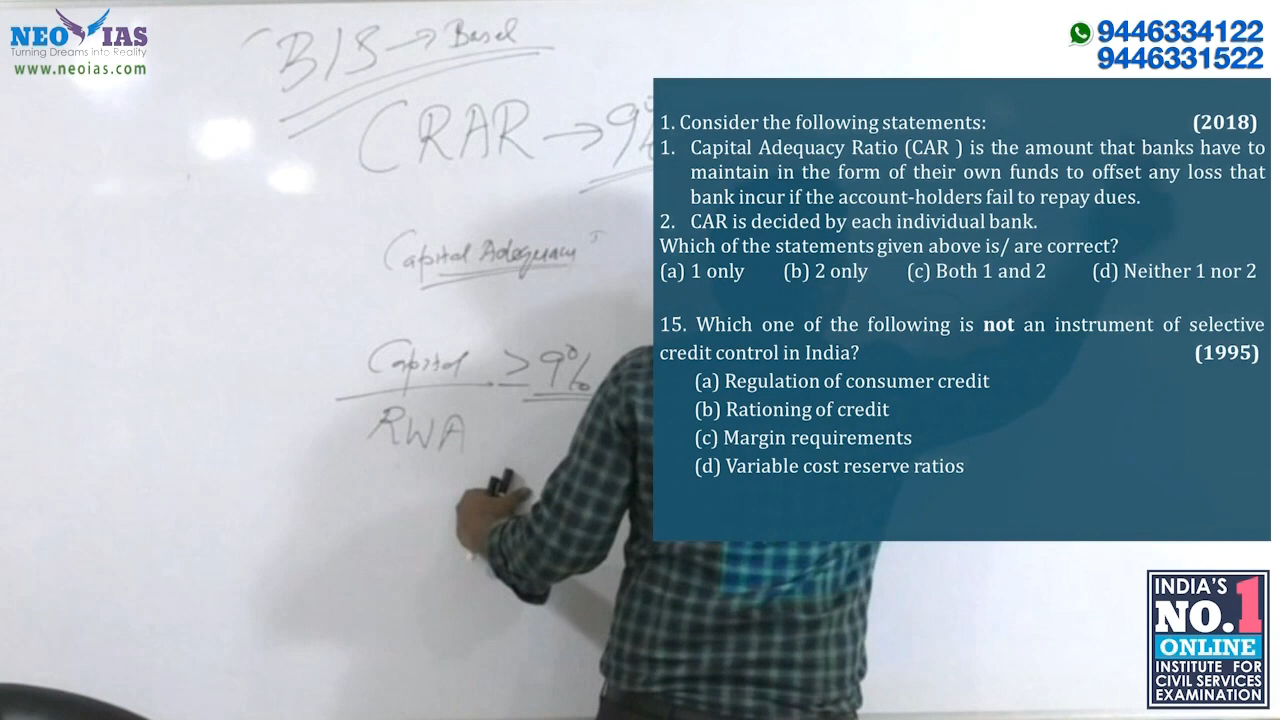 NEO IAS
Turning Dreams into Reality
www.neoias.com
9446334122
9446331522
BIS → Basel
CRAR → 9%
Capital Adequacy
Capital ≥ 9%
RWA
1. Consider the following statements: (2018)
1. Capital Adequacy Ratio (CAR ) is the amount that banks have to
maintain in the form of their own funds to offset any loss that
bank incur if the account-holders fail to repay dues.
2. CAR is decided by each individual bank.
Which of the statements given above is/ are correct?
(a) 1 only (b) 2 only (c) Both 1 and 2 (d) Neither 1 nor 2
15. Which one of the following is not an instrument of selective
credit control in India? (1995)
(a) Regulation of consumer credit
(b) Rationing of credit
(c) Margin requirements
(d) Variable cost reserve ratios
INDIA'S
NO.1
ONLINE
INSTITUTE FOR
CIVIL SERVICES
EXAMINATION